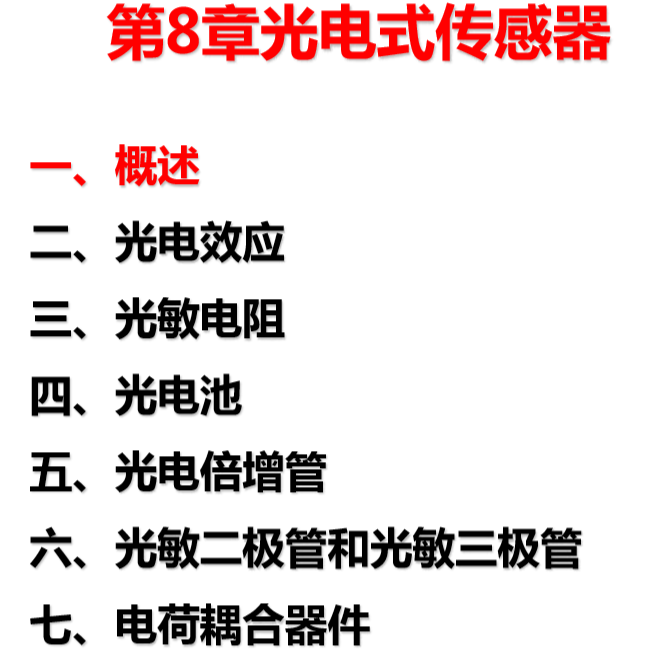 第8章光电式传感器
一、概述
二、光电效应
三、光敏电阻
四、光电池
五、光电倍增管
六、光敏二极管和光敏三极管
七、电荷耦合器件